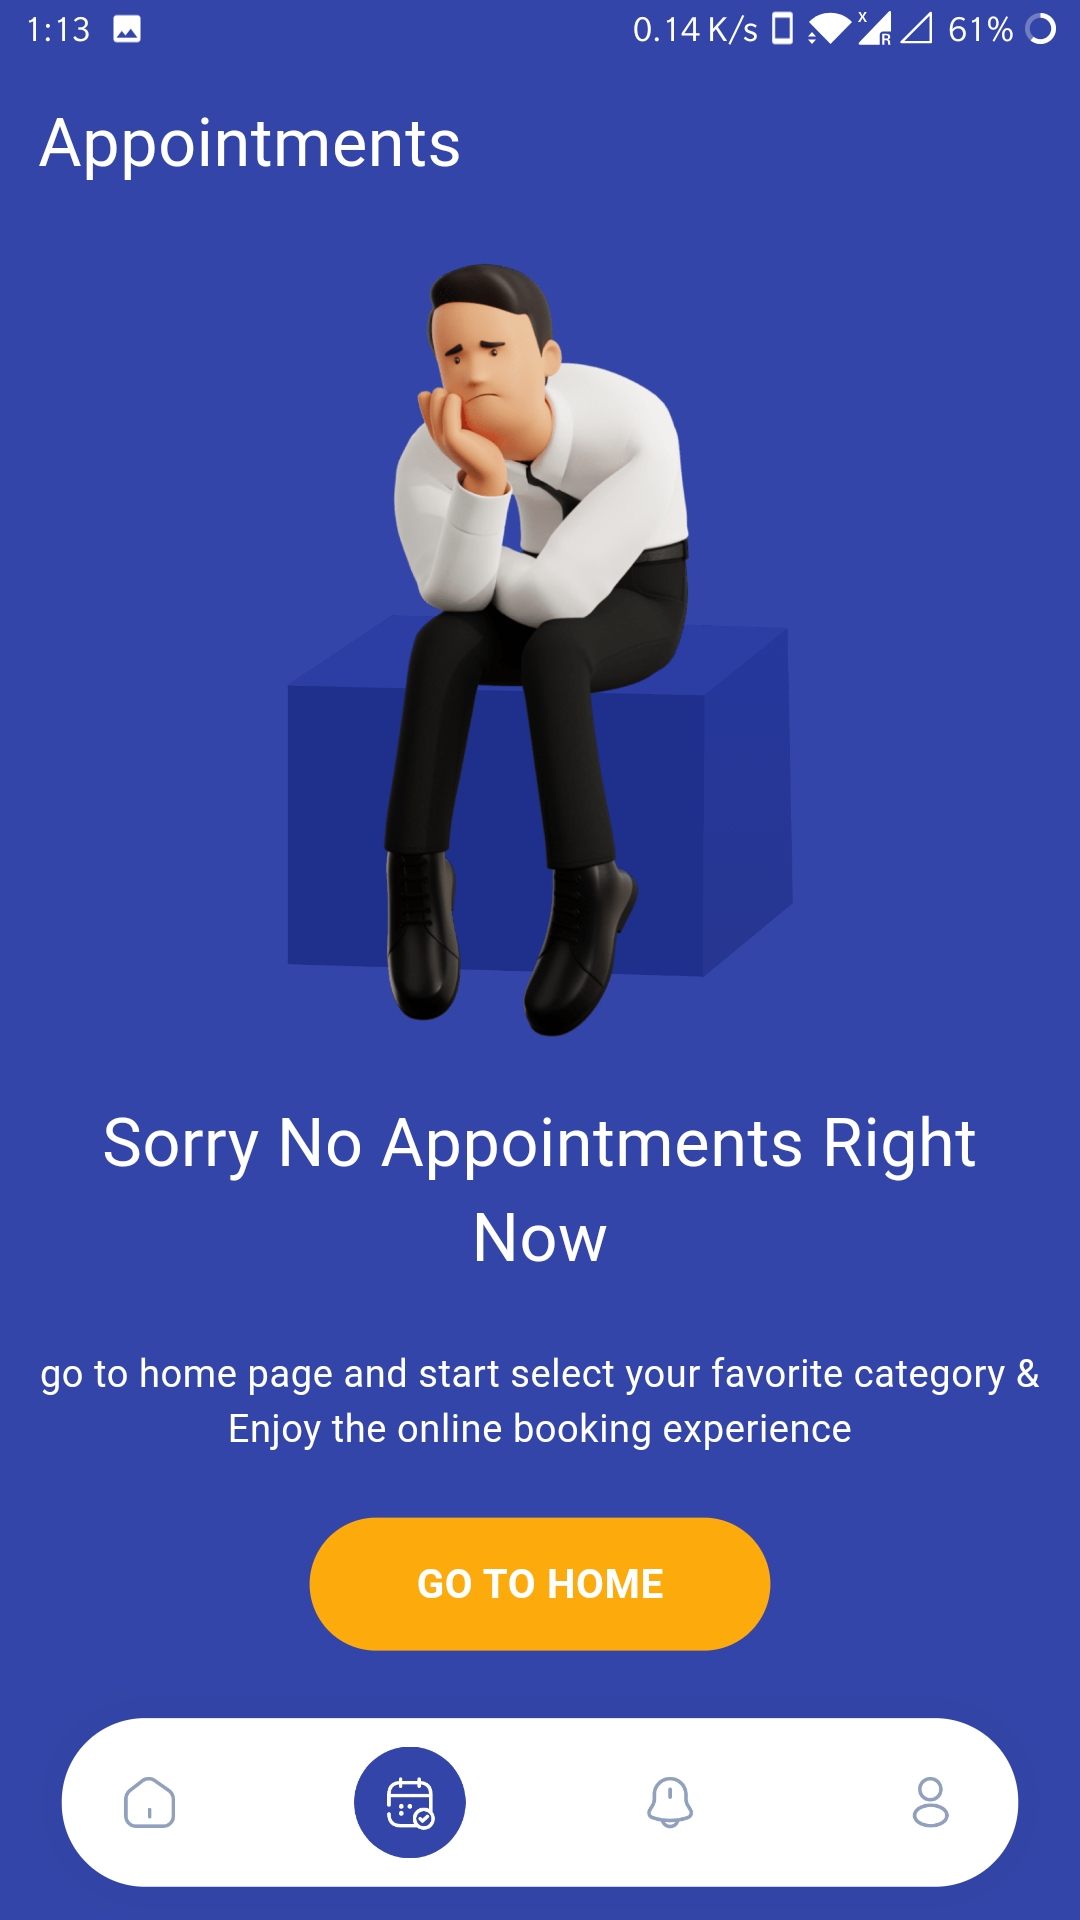 1:13 0.14 K/s X R 61%
Appointments
Sorry No Appointments Right
Now
go to home page and start select your favorite category &
Enjoy the online booking experience
GO TO HOME